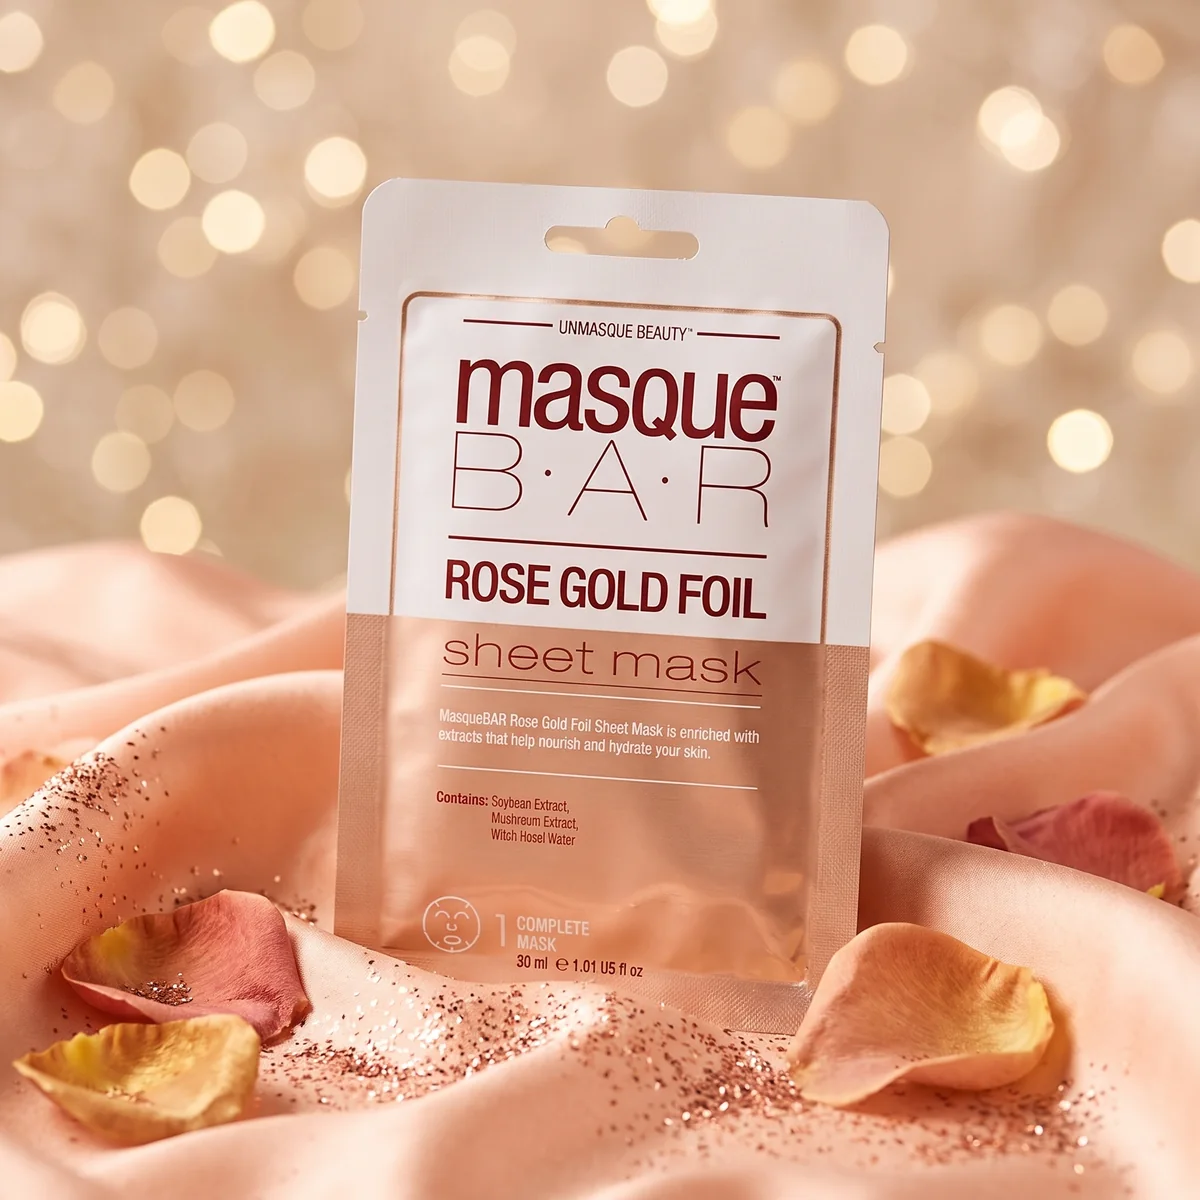 UNMASQUE BEAUTY™
masque™
B·A·R
ROSE GOLD FOIL
sheet mask
MasqueBAR Rose Gold Foil Sheet Mask is enriched with
extracts that help nourish and hydrate your skin.
Contains: Soybean Extract,
Mushreum Extract,
Witch Hosel Water
1 COMPLETE
MASK
30 ml ℮ 1.01 U5 fl oz